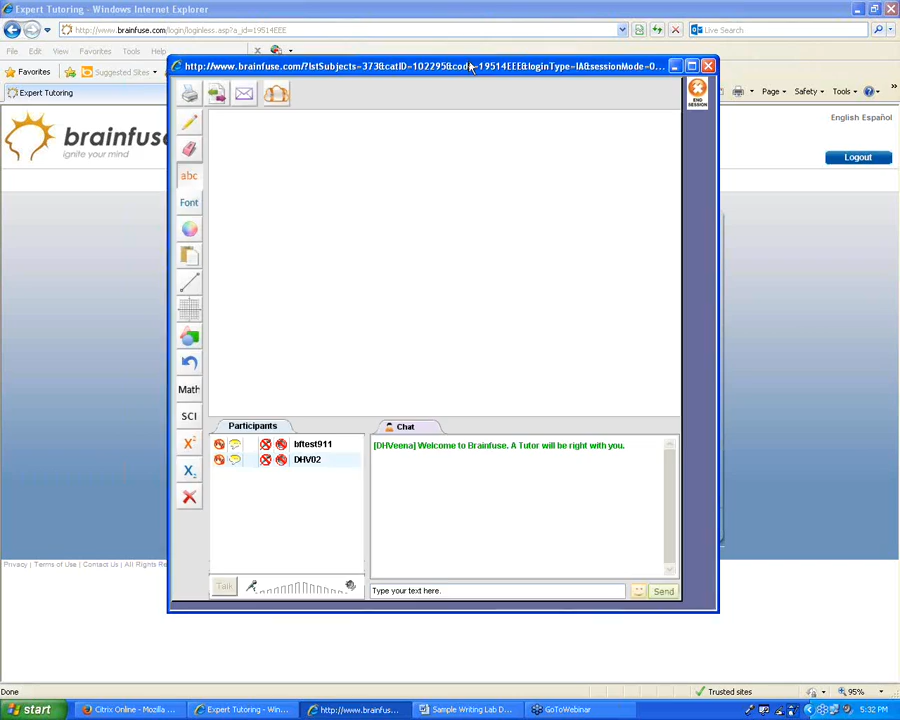 Expert Tutoring - Windows Internet Explorer
http://www.brainfuse.com/login/loginless.asp?a_id=19514EEE
Live Search
File Edit View Favorites Tools Help
Favorites Suggested Sites
Expert Tutoring
Page Safety Tools
http://www.brainfuse.com/?lstSubjects=373&catID=102295&code=19514EEE&loginType=IA&sessionMode=0...
END SESSION
brainfuse
ignite your mind
English Español
Logout
abc
Font
Math
SCI
X²
X₂
Participants
Chat
bftest911
DHV02
[DHVeena] Welcome to Brainfuse. A Tutor will be right with you.
Talk
Type your text here.
Send
Privacy | Terms of Use | Contact Us | All Rights
Done
Trusted sites
95%
start
Citrix Online - Mozilla ...
Expert Tutoring - Win...
http://www.brainfus...
Sample Writing Lab D...
GoToWebinar
5:32 PM